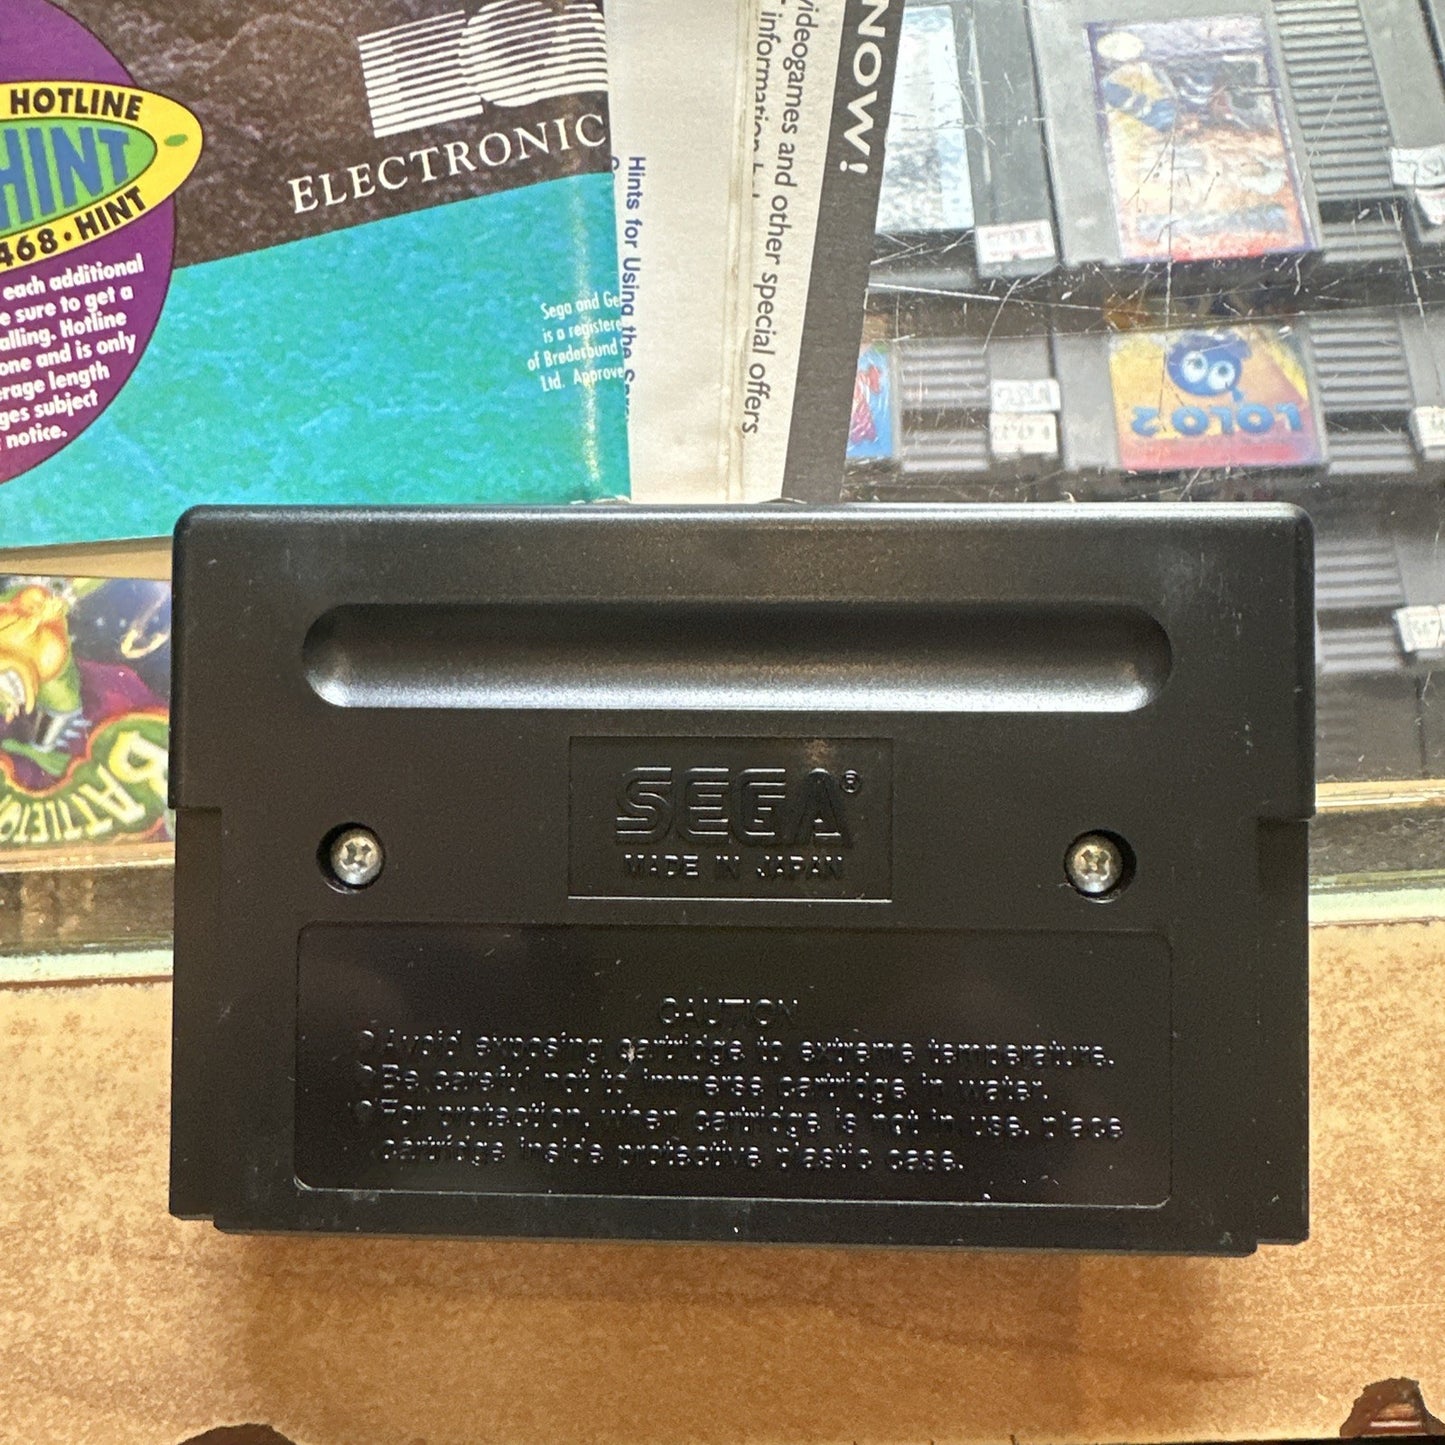 HOTLINE
HINT
468 • HINT
each additional
sure to get a
alling. Hotline
one and is only
erage length
ges subject
notice.
ELECTRONIC
Sega and Ge
is a registere
of Brøderbund
Ltd. Approve
Hints for Using the
videogames and other special offers.
NOW!
LOLO 2
BATTLETO
SEGA®
MADE IN JAPAN
CAUTION
• Avoid exposing cartridge to extreme temperature.
• Be careful not to immerse cartridge in water.
• For protection, when cartridge is not in use, place
cartridge inside protective plastic case.